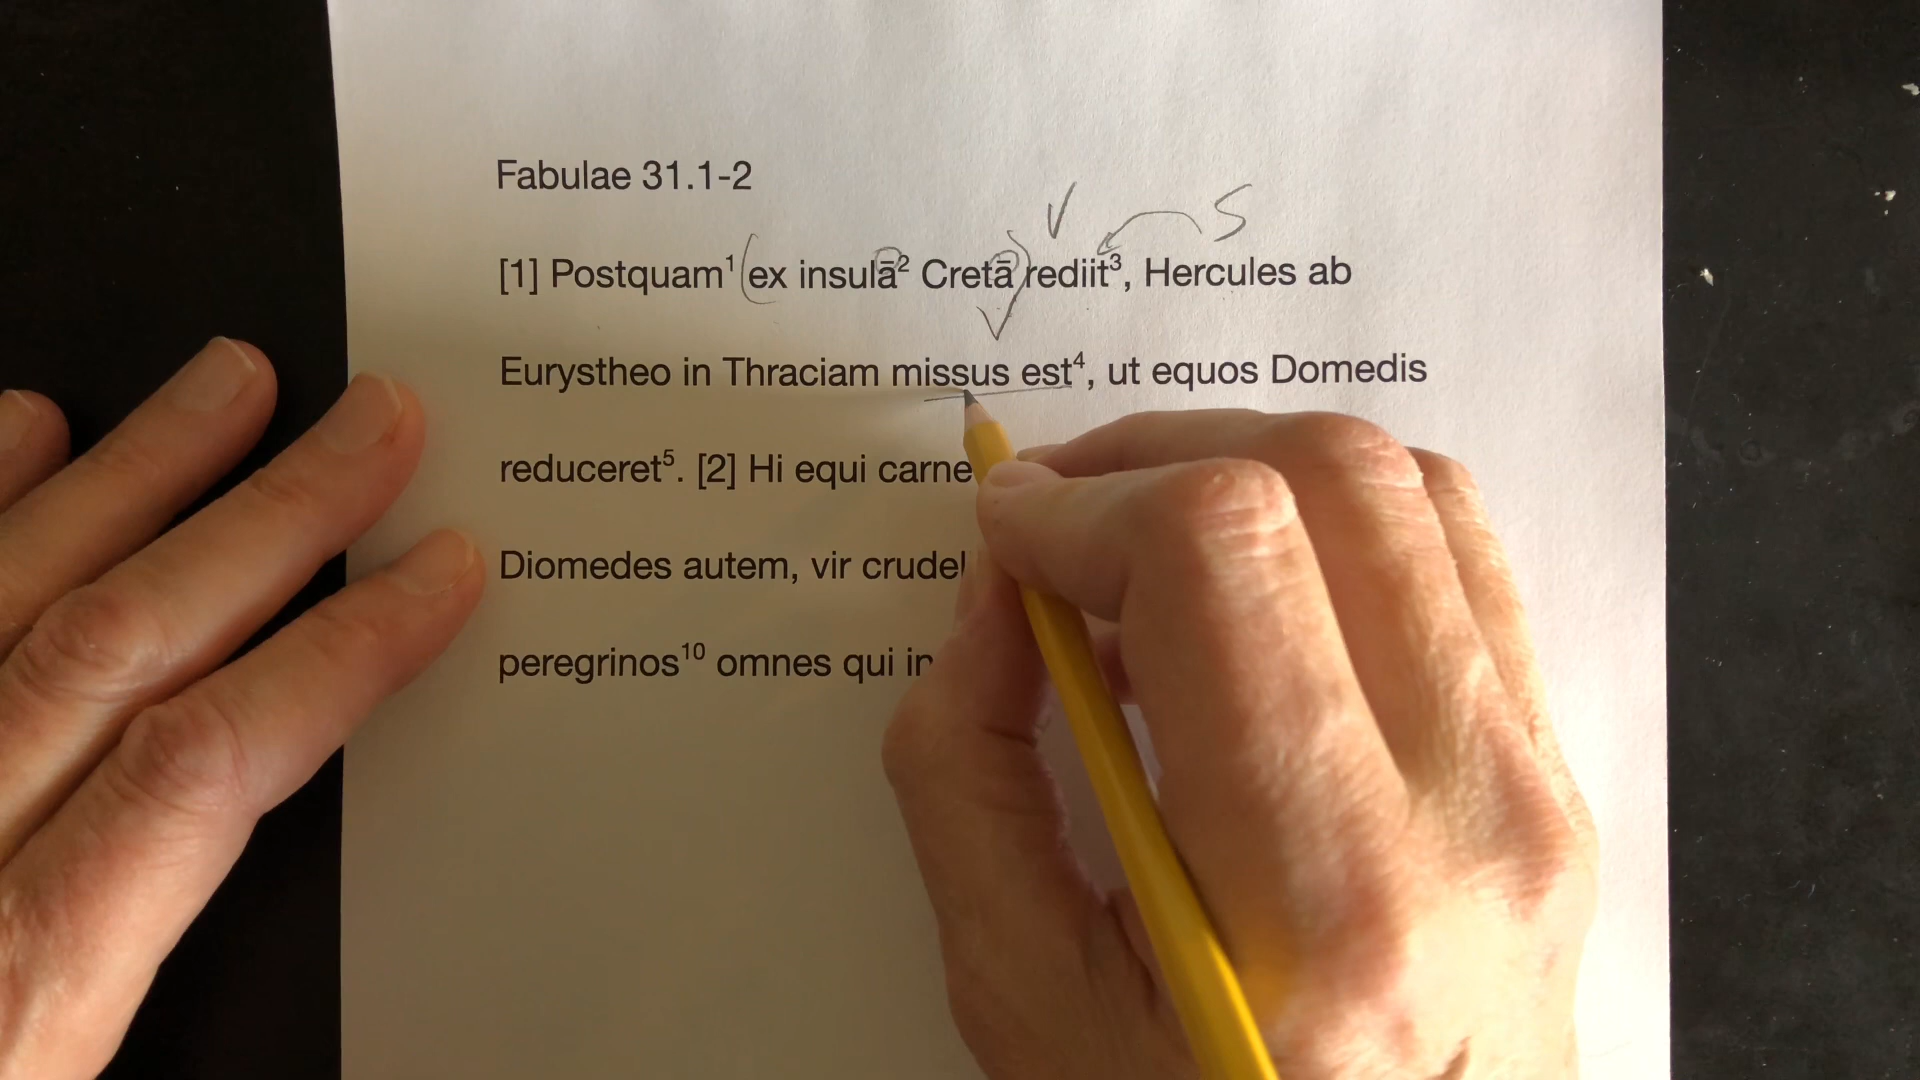 Fabulae 31.1-2
V S
[1] Postquam¹ (ex insulā² Cretā) rediit³, Hercules ab
V
Eurystheo in Thraciam missus est⁴, ut equos Domedis
reduceret⁵. [2] Hi equi carne
Diomedes autem, vir crudel
peregrinos¹⁰ omnes qui in